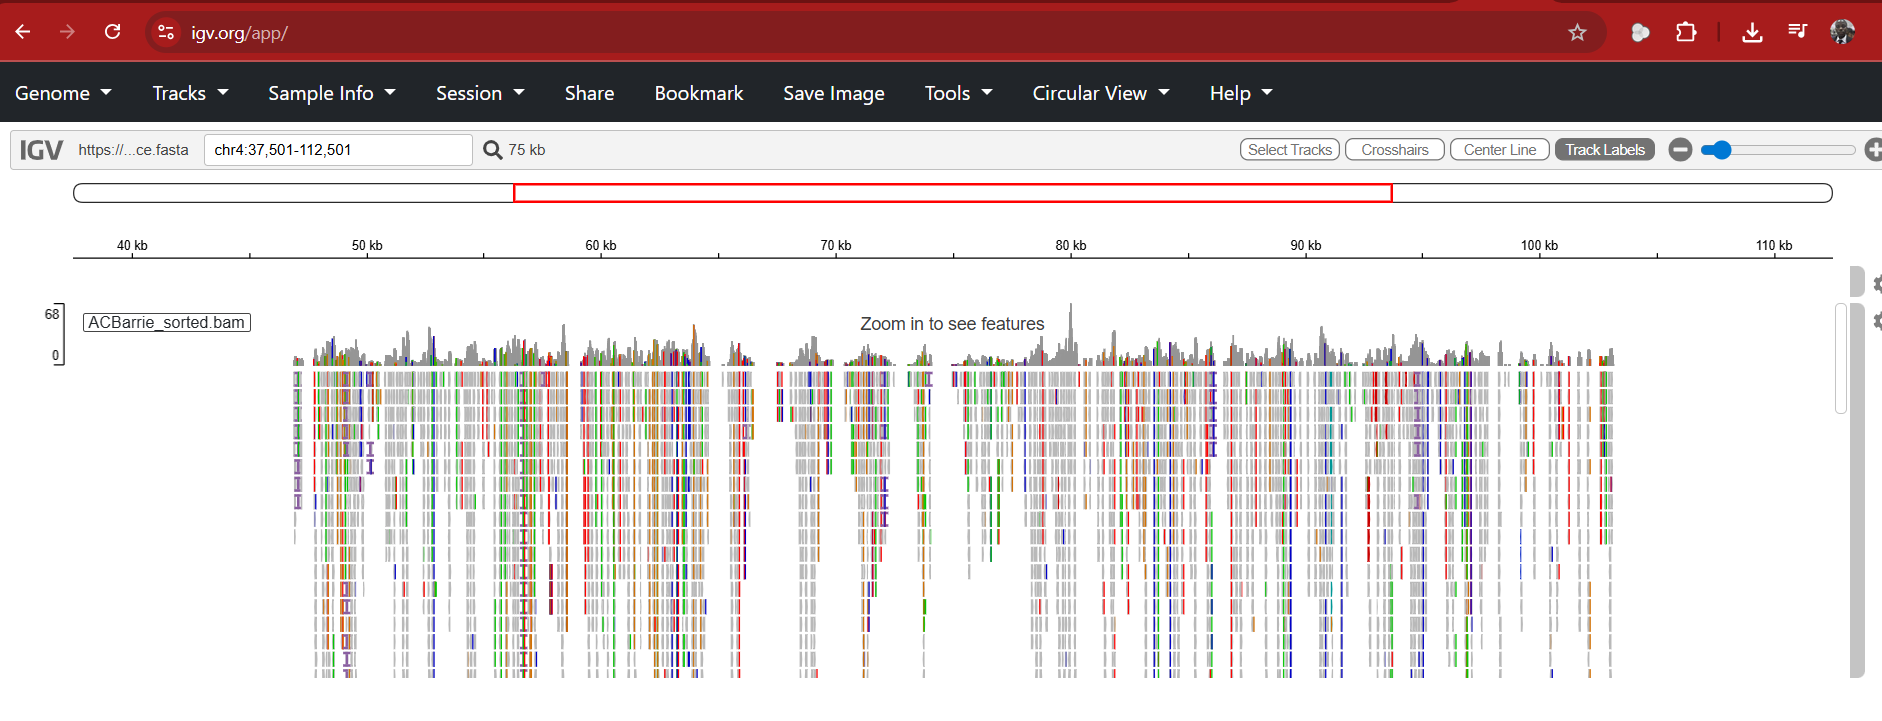 igv.org/app/
Genome Tracks Sample Info Session Share Bookmark Save Image Tools Circular View Help
IGV https://...ce.fasta chr4:37,501-112,501 75 kb Select Tracks Crosshairs Center Line Track Labels
40 kb 50 kb 60 kb 70 kb 80 kb 90 kb 100 kb 110 kb
68
ACBarrie_sorted.bam Zoom in to see features
0